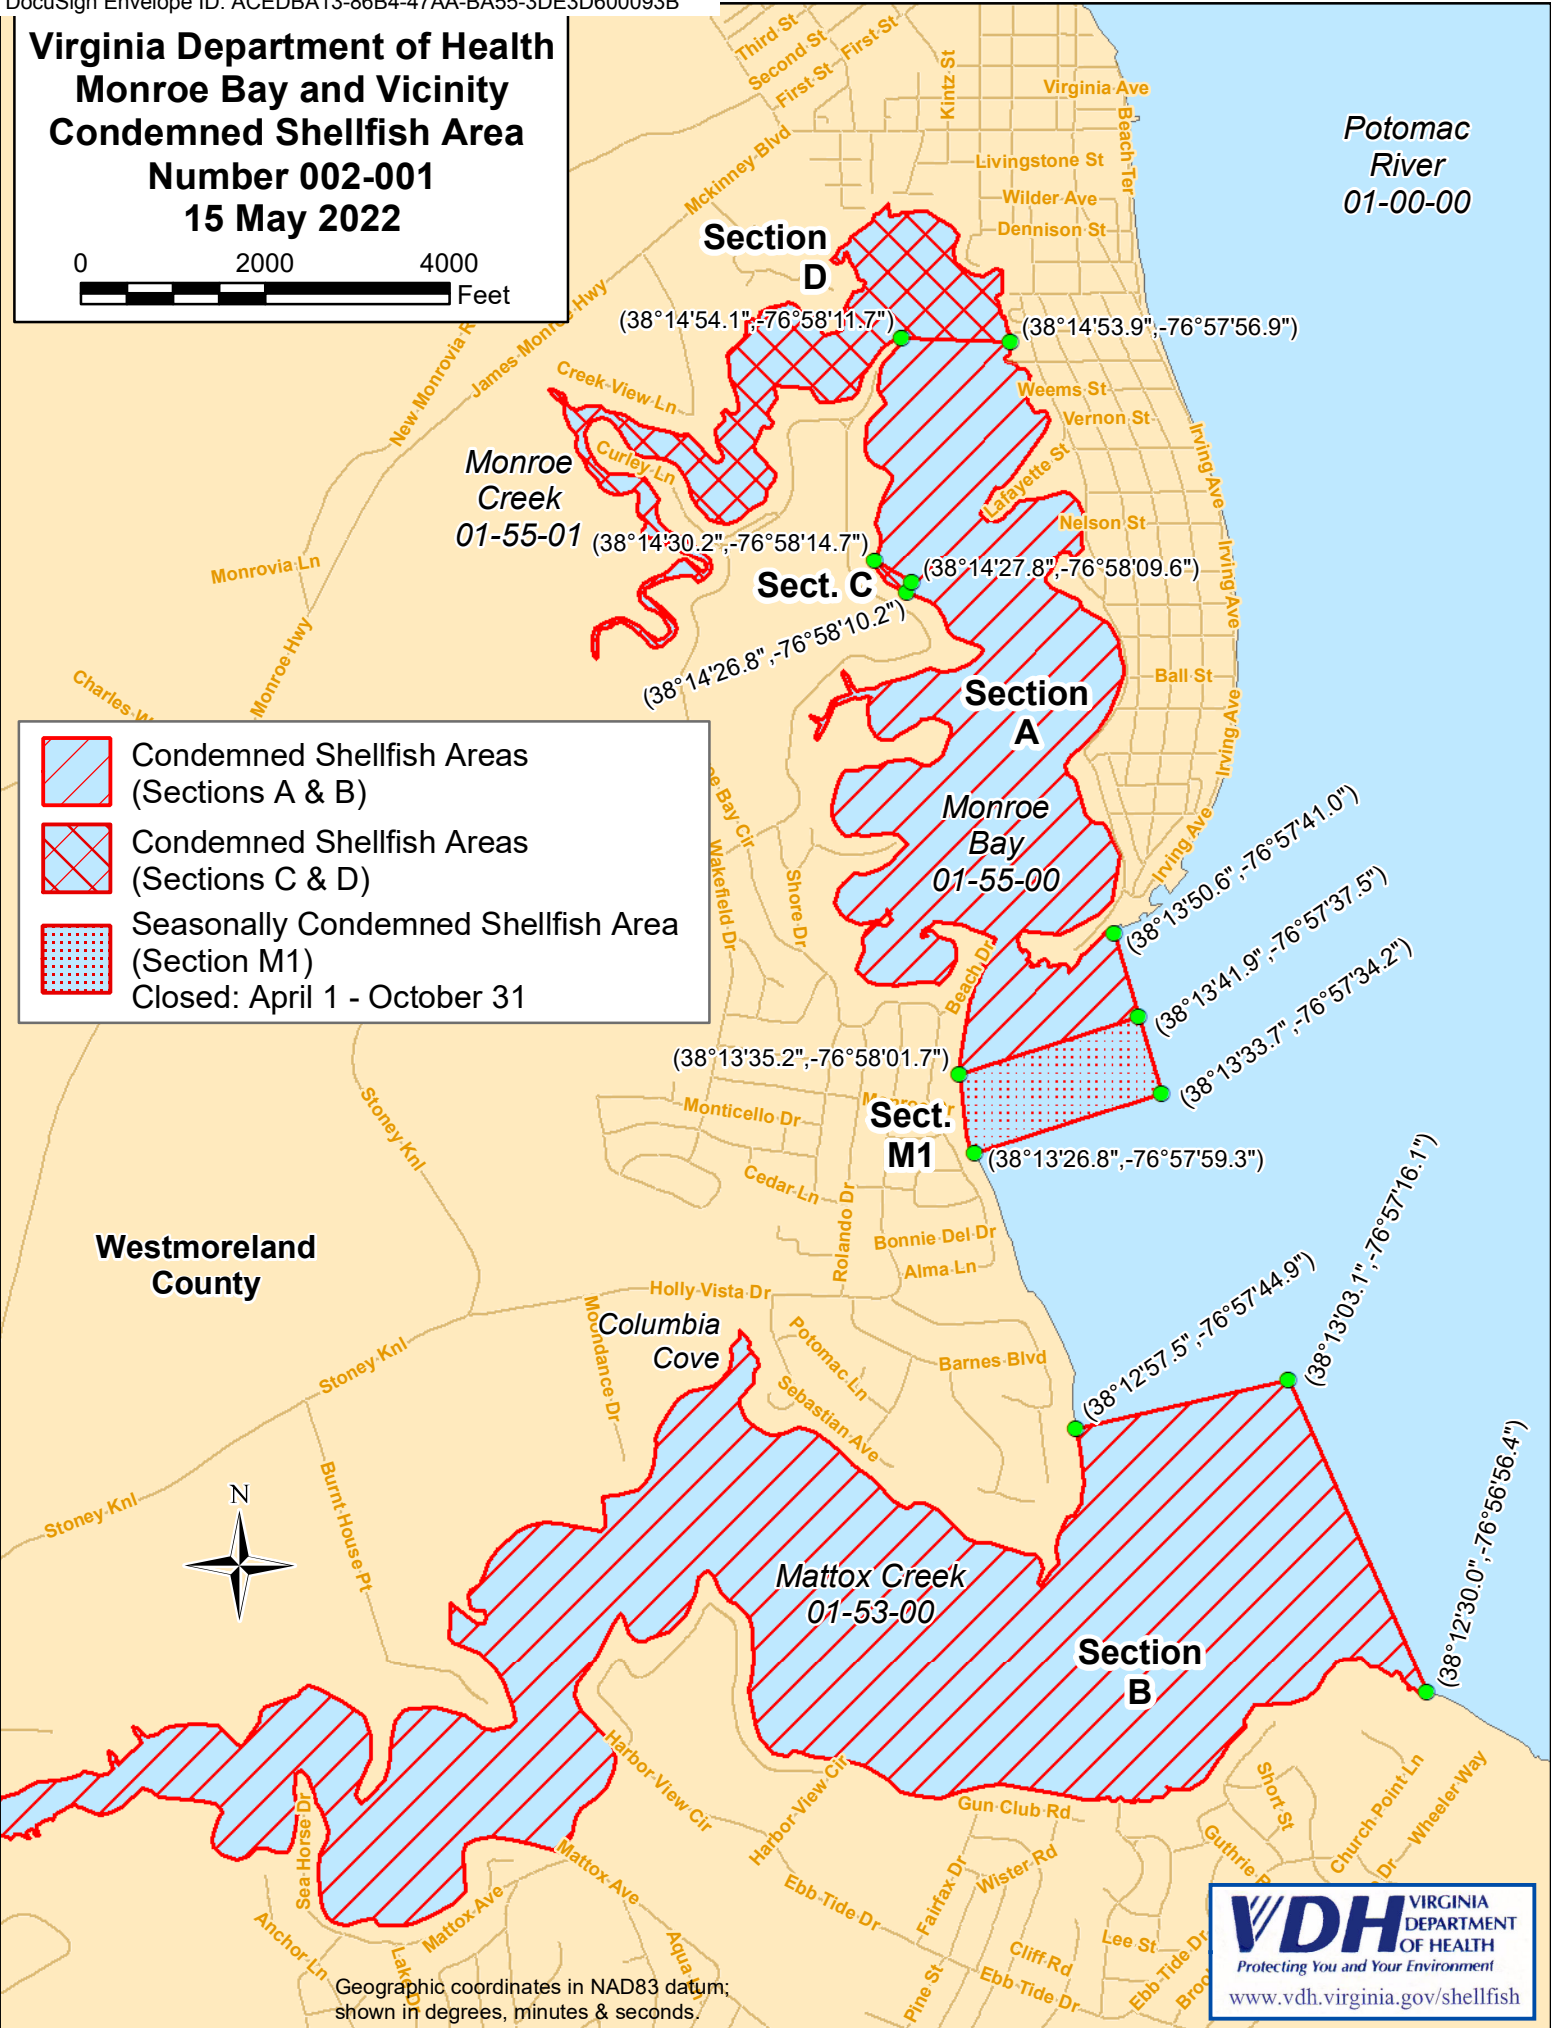 DocuSign Envelope ID: ACEDBA13-86B4-47AA-BA55-3DE3D600093B
Virginia Department of Health
Monroe Bay and Vicinity
Condemned Shellfish Area
Number 002-001
15 May 2022
0 2000 4000
Feet
Third St
Second St
First St
First St
Kintz St
Virginia Ave
Beach Ter
Livingstone St
Wilder Ave
Dennison St
Mckinney Blvd
Potomac
River
01-00-00
Section
D
(38°14'54.1",-76°58'11.7")
(38°14'53.9",-76°57'56.9")
New Monrovia R
James Monroe Hwy
Creek View Ln
Curley Ln
Weems St
Vernon St
Irving Ave
Lafayette St
Nelson St
Monroe
Creek
01-55-01
(38°14'30.2",-76°58'14.7")
Sect. C
(38°14'27.8",-76°58'09.6")
(38°14'26.8",-76°58'10.2")
Monrovia Ln
Monroe Hwy
Charles W
Irving Ave
Ball St
Irving Ave
Section
A
Condemned Shellfish Areas
(Sections A & B)
Condemned Shellfish Areas
(Sections C & D)
Seasonally Condemned Shellfish Area
(Section M1)
Closed: April 1 - October 31
oe Bay Cir
Wakefield Dr
Shore Dr
Monroe
Bay
01-55-00
Irving Ave
Beach Dr
(38°13'50.6",-76°57'41.0")
(38°13'41.9",-76°57'37.5")
(38°13'33.7",-76°57'34.2")
(38°13'35.2",-76°58'01.7")
Monroe Dr
Sect.
M1
(38°13'26.8",-76°57'59.3")
Stoney Knl
Monticello Dr
Cedar Ln
Rolando Dr
Bonnie Del Dr
Alma Ln
Westmoreland
County
Holly Vista Dr
Moondance Dr
Columbia
Cove
Potomac Ln
Sebastian Ave
Barnes Blvd
(38°12'57.5",-76°57'44.9")
(38°13'03.1",-76°57'16.1")
(38°12'30.0",-76°56'56.4")
Stoney Knl
Stoney Knl
Burnt House Pt
N
Mattox Creek
01-53-00
Section
B
Harbor View Cir
Harbor View Cir
Sea Horse Dr
Mattox Ave
Mattox Ave
Anchor Ln
Lake Dr
Aqua Ln
Gun Club Rd
Wister Rd
Fairfax Dr
Ebb Tide Dr
Pine St
Cliff Rd
Ebb Tide Dr
Lee St
Ebb Tide Dr
Broo
Short St
Guthrie P
Church Point Ln
Wheeler Way
Dr
Geographic coordinates in NAD83 datum;
shown in degrees, minutes & seconds.
VDH VIRGINIA
DEPARTMENT
OF HEALTH
Protecting You and Your Environment
www.vdh.virginia.gov/shellfish